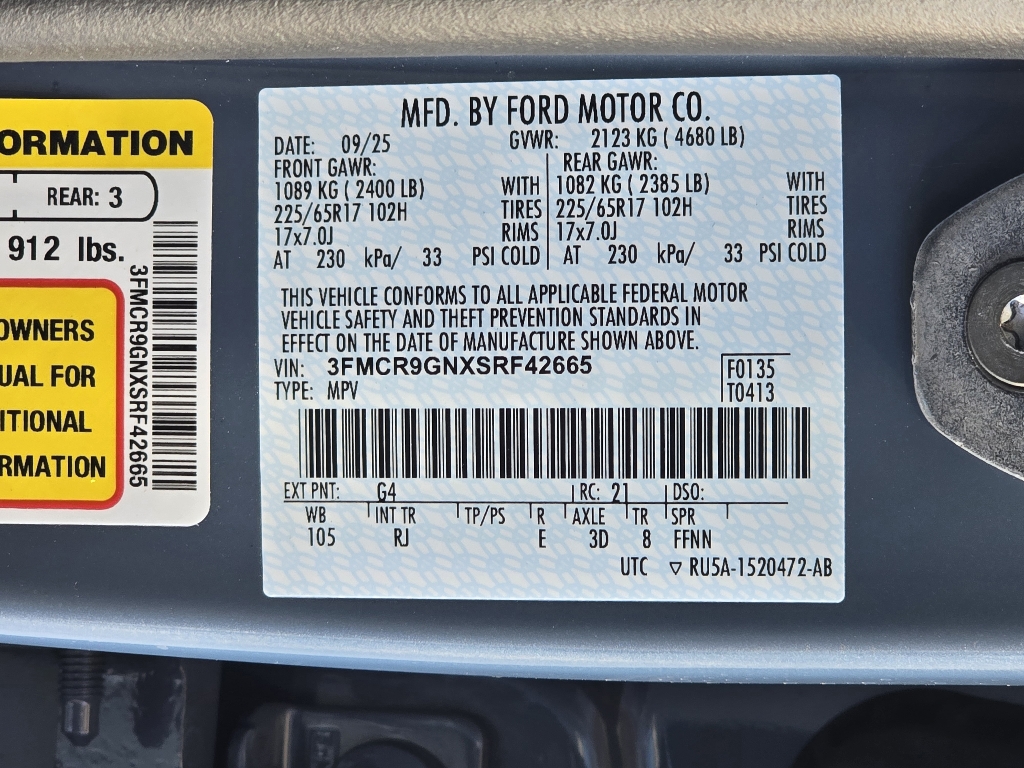 ORMATION
REAR: 3
912 lbs.
OWNERS
UAL FOR
ITIONAL
RMATION
3FMCR9GNXSRF42665
MFD. BY FORD MOTOR CO.
DATE: 09/25 GVWR: 2123 KG ( 4680 LB)
FRONT GAWR: REAR GAWR:
1089 KG ( 2400 LB) WITH 1082 KG ( 2385 LB) WITH
225/65R17 102H TIRES 225/65R17 102H TIRES
17x7.0J RIMS 17x7.0J RIMS
AT 230 kPa/ 33 PSI COLD AT 230 kPa/ 33 PSI COLD
THIS VEHICLE CONFORMS TO ALL APPLICABLE FEDERAL MOTOR
VEHICLE SAFETY AND THEFT PREVENTION STANDARDS IN
EFFECT ON THE DATE OF MANUFACTURE SHOWN ABOVE.
VIN: 3FMCR9GNXSRF42665 F0135
TYPE: MPV T0413
EXT PNT: G4 RC: 21 DSO:
WB INT TR TP/PS R AXLE TR SPR
105 RJ E 3D 8 FFNN
UTC ▽ RU5A-1520472-AB